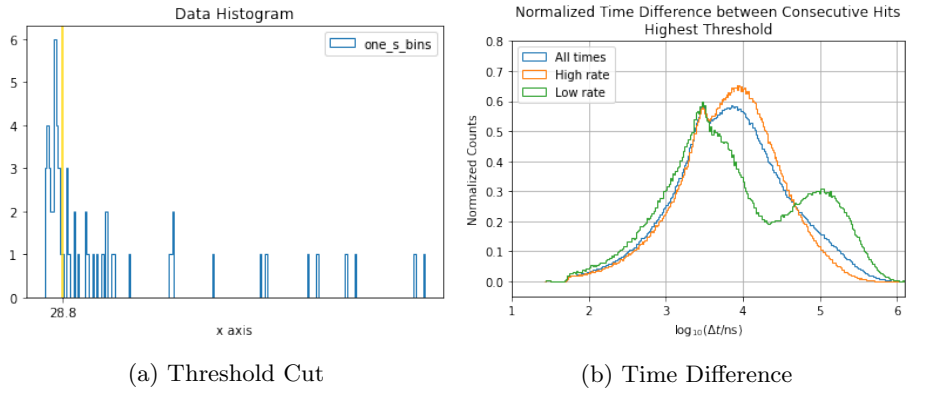 Data Histogram
one_s_bins
6
5
4
3
2
1
0
28.8
x axis
(a) Threshold Cut
Normalized Time Difference between Consecutive Hits
Highest Threshold
All times
High rate
Low rate
Normalized Counts
0.8
0.7
0.6
0.5
0.4
0.3
0.2
0.1
0.0
1 2 3 4 5 6
log₁₀(Δt/ns)
(b) Time Difference